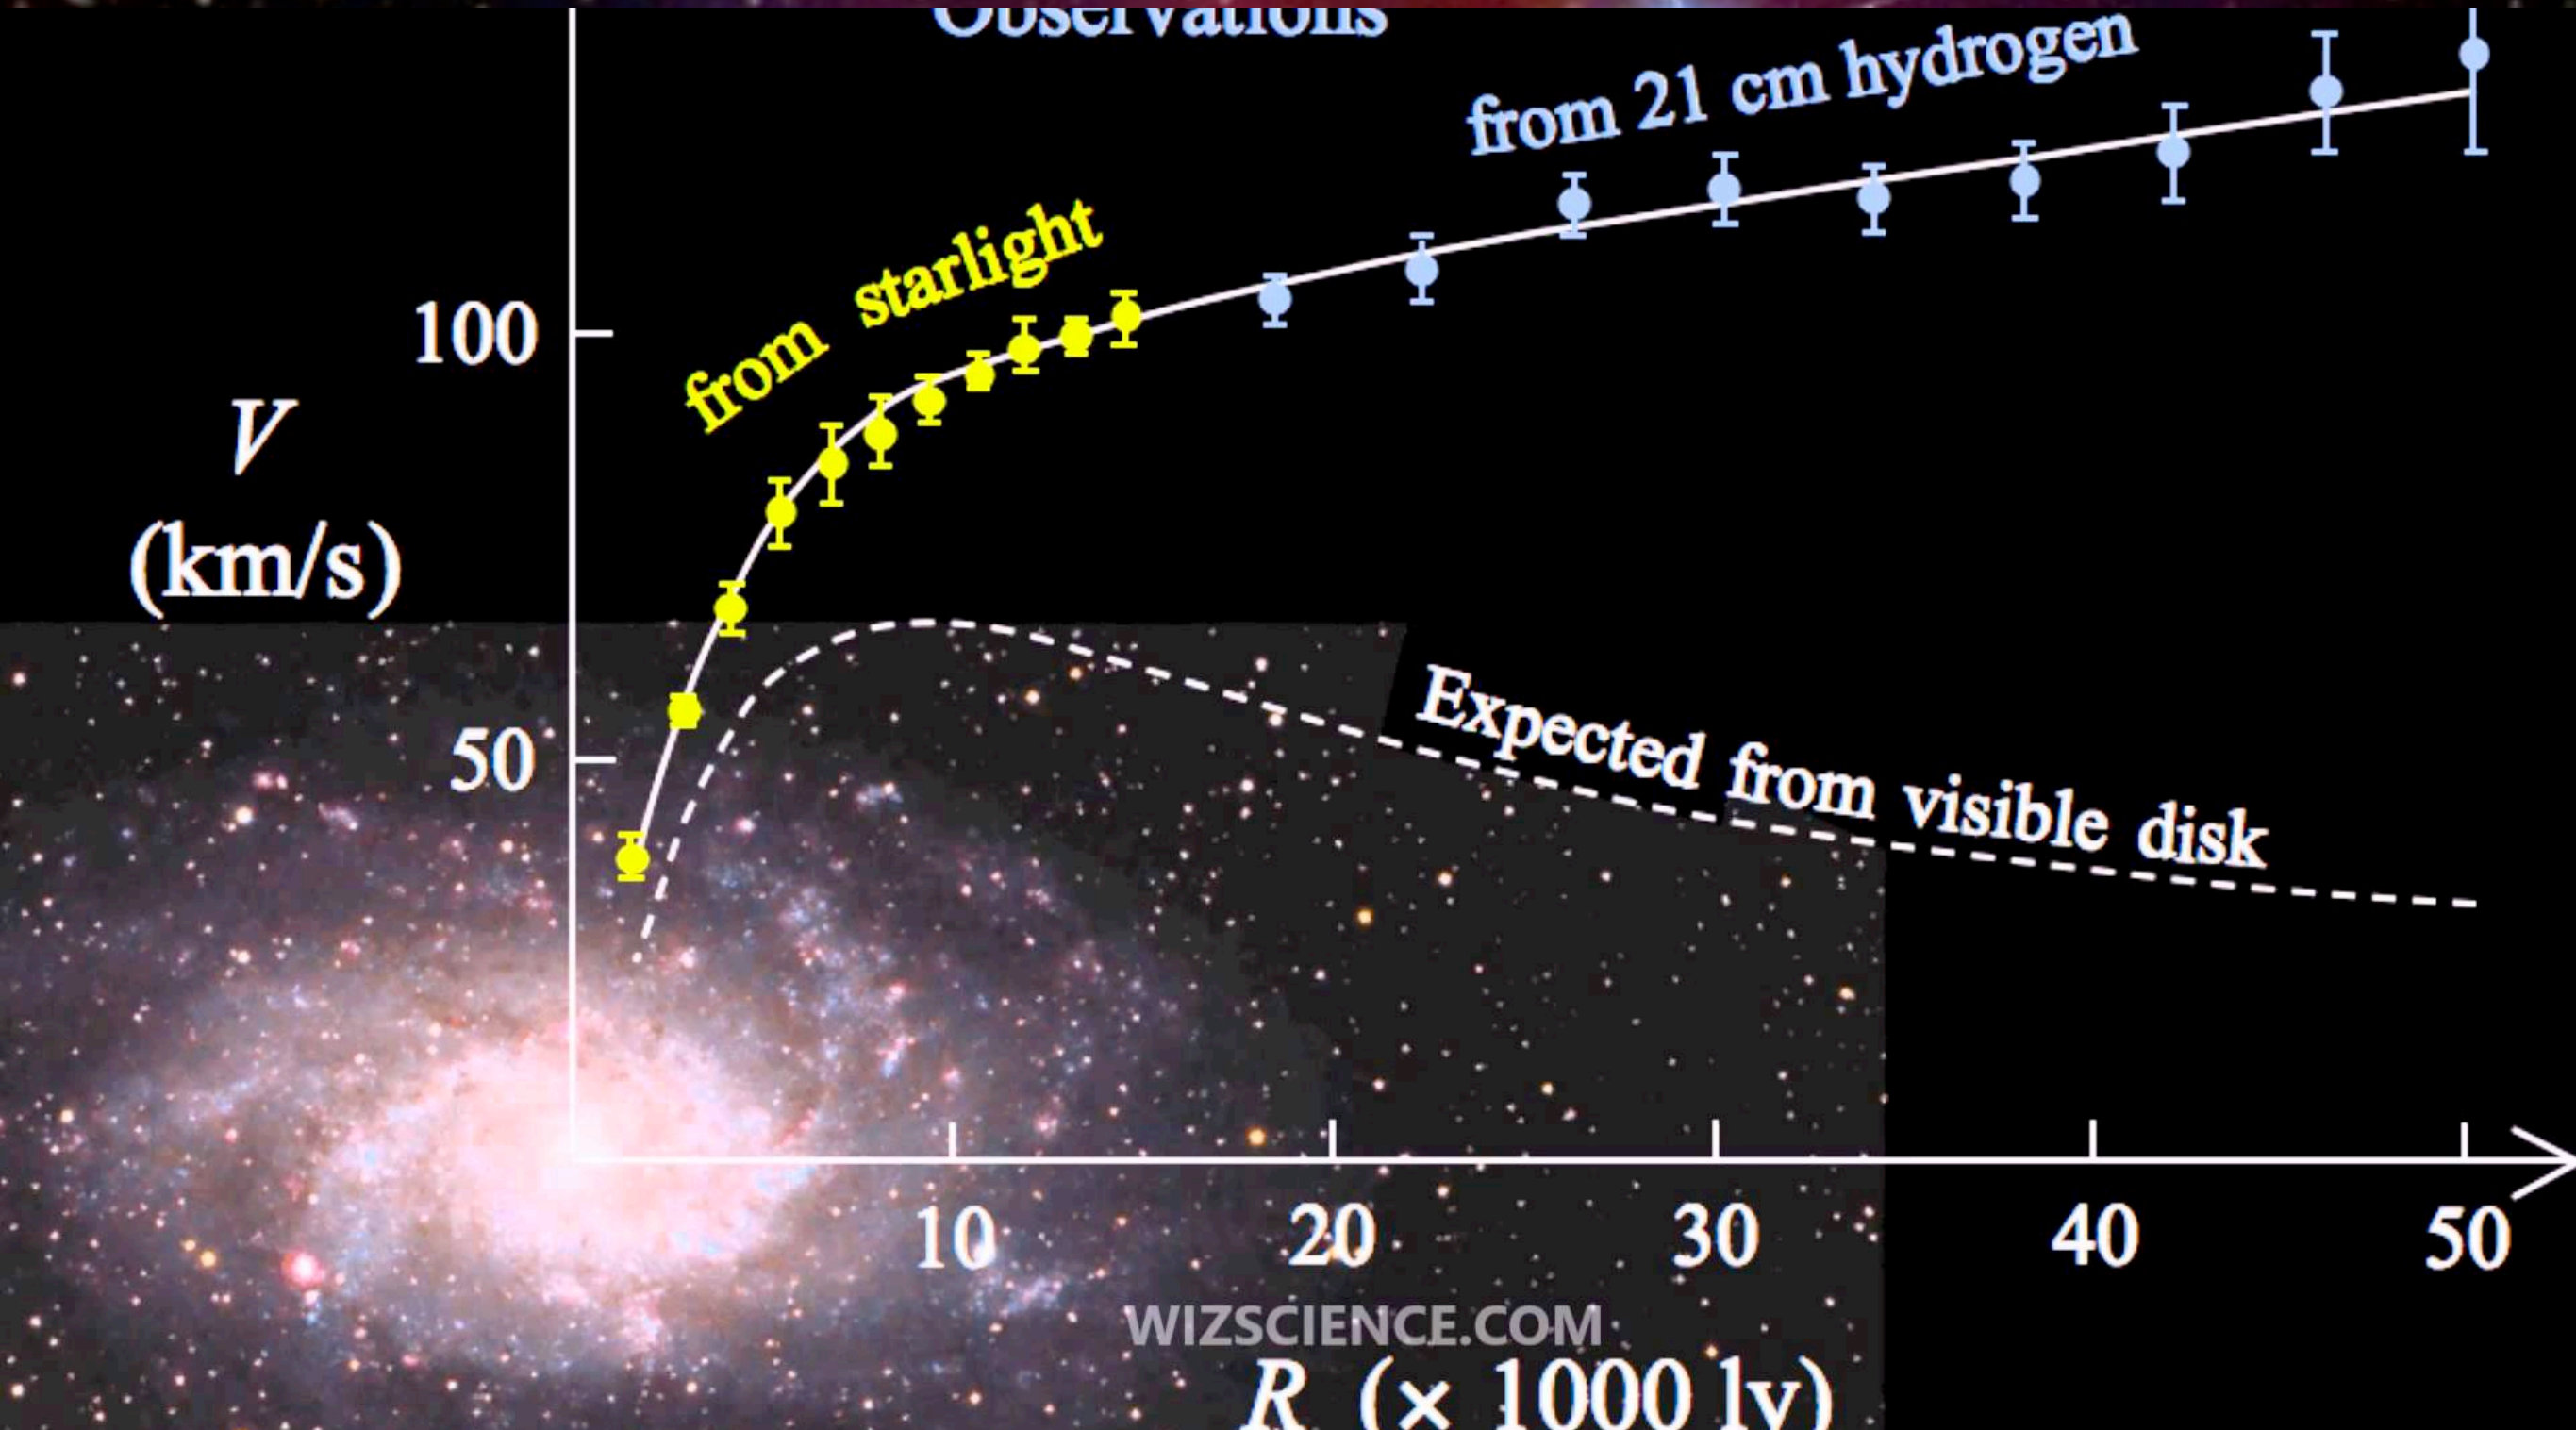 Observations
from 21 cm hydrogen
from starlight
100
V
(km/s)
50
Expected from visible disk
10 20 30 40 50
WIZSCIENCE.COM
R (× 1000 ly)